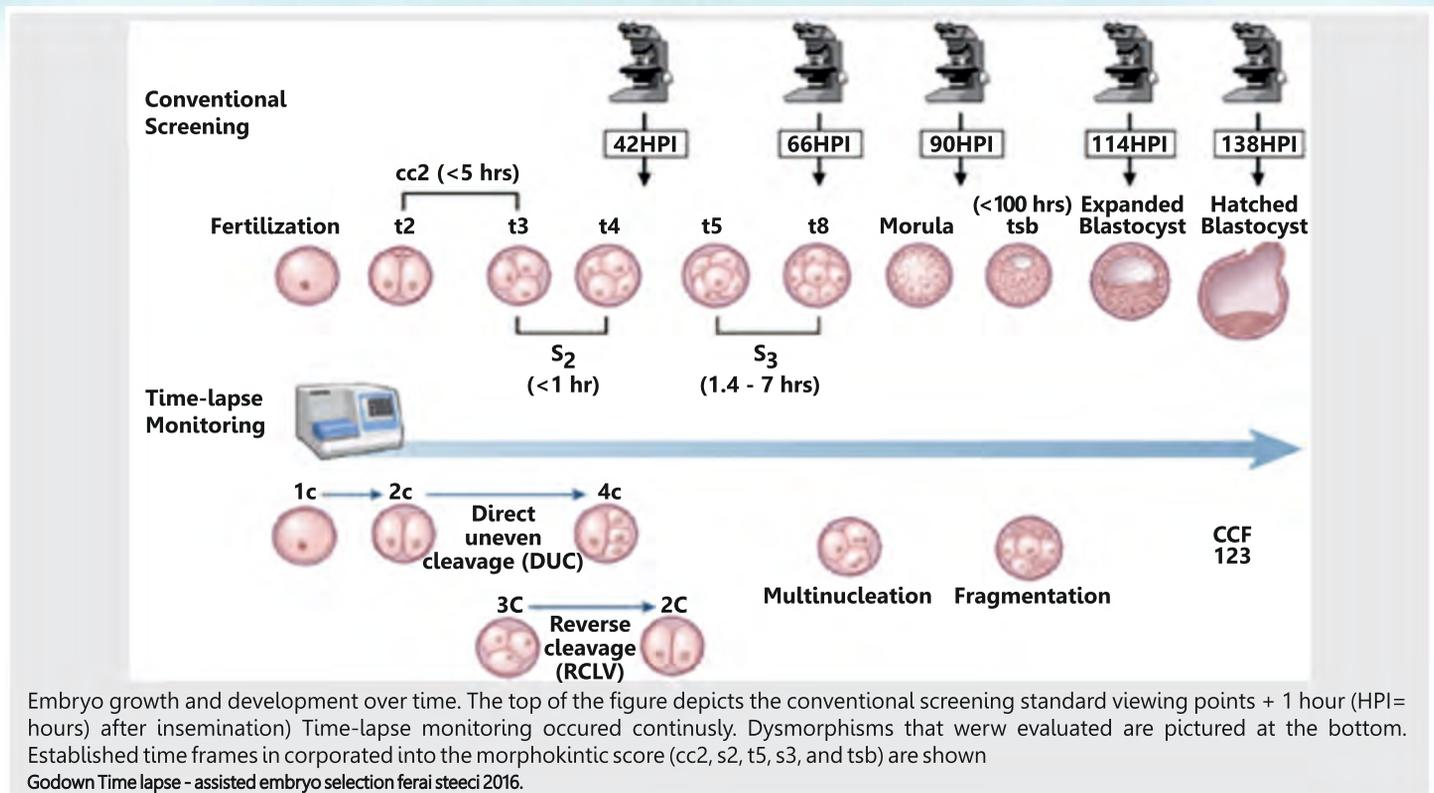 Conventional
Screening
42HPI
66HPI
90HPI
114HPI
138HPI
cc2 (<5 hrs)
Fertilization
t2
t3
t4
t5
t8
Morula
(<100 hrs)
tsb
Expanded
Blastocyst
Hatched
Blastocyst
S2
(<1 hr)
S3
(1.4 - 7 hrs)
Time-lapse
Monitoring
1c
2c
4c
Direct
uneven
cleavage (DUC)
3C
2C
Reverse
cleavage
(RCLV)
Multinucleation
Fragmentation
CCF
123
Embryo growth and development over time. The top of the figure depicts the conventional screening standard viewing points + 1 hour (HPI=
hours) after insemination) Time-lapse monitoring occured continusly. Dysmorphisms that werw evaluated are pictured at the bottom.
Established time frames in corporated into the morphokintic score (cc2, s2, t5, s3, and tsb) are shown
Godown Time lapse - assisted embryo selection ferai steeci 2016.